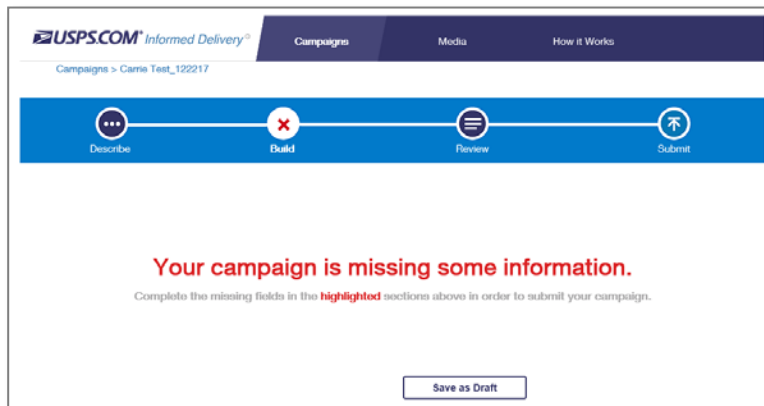 USPS.COM® Informed Delivery®
Campaigns
Media
How it Works
Campaigns > Carrie Test_122217
Describe
Build
Review
Submit
Your campaign is missing some information.
Complete the missing fields in the highlighted sections above in order to submit your campaign.
Save as Draft